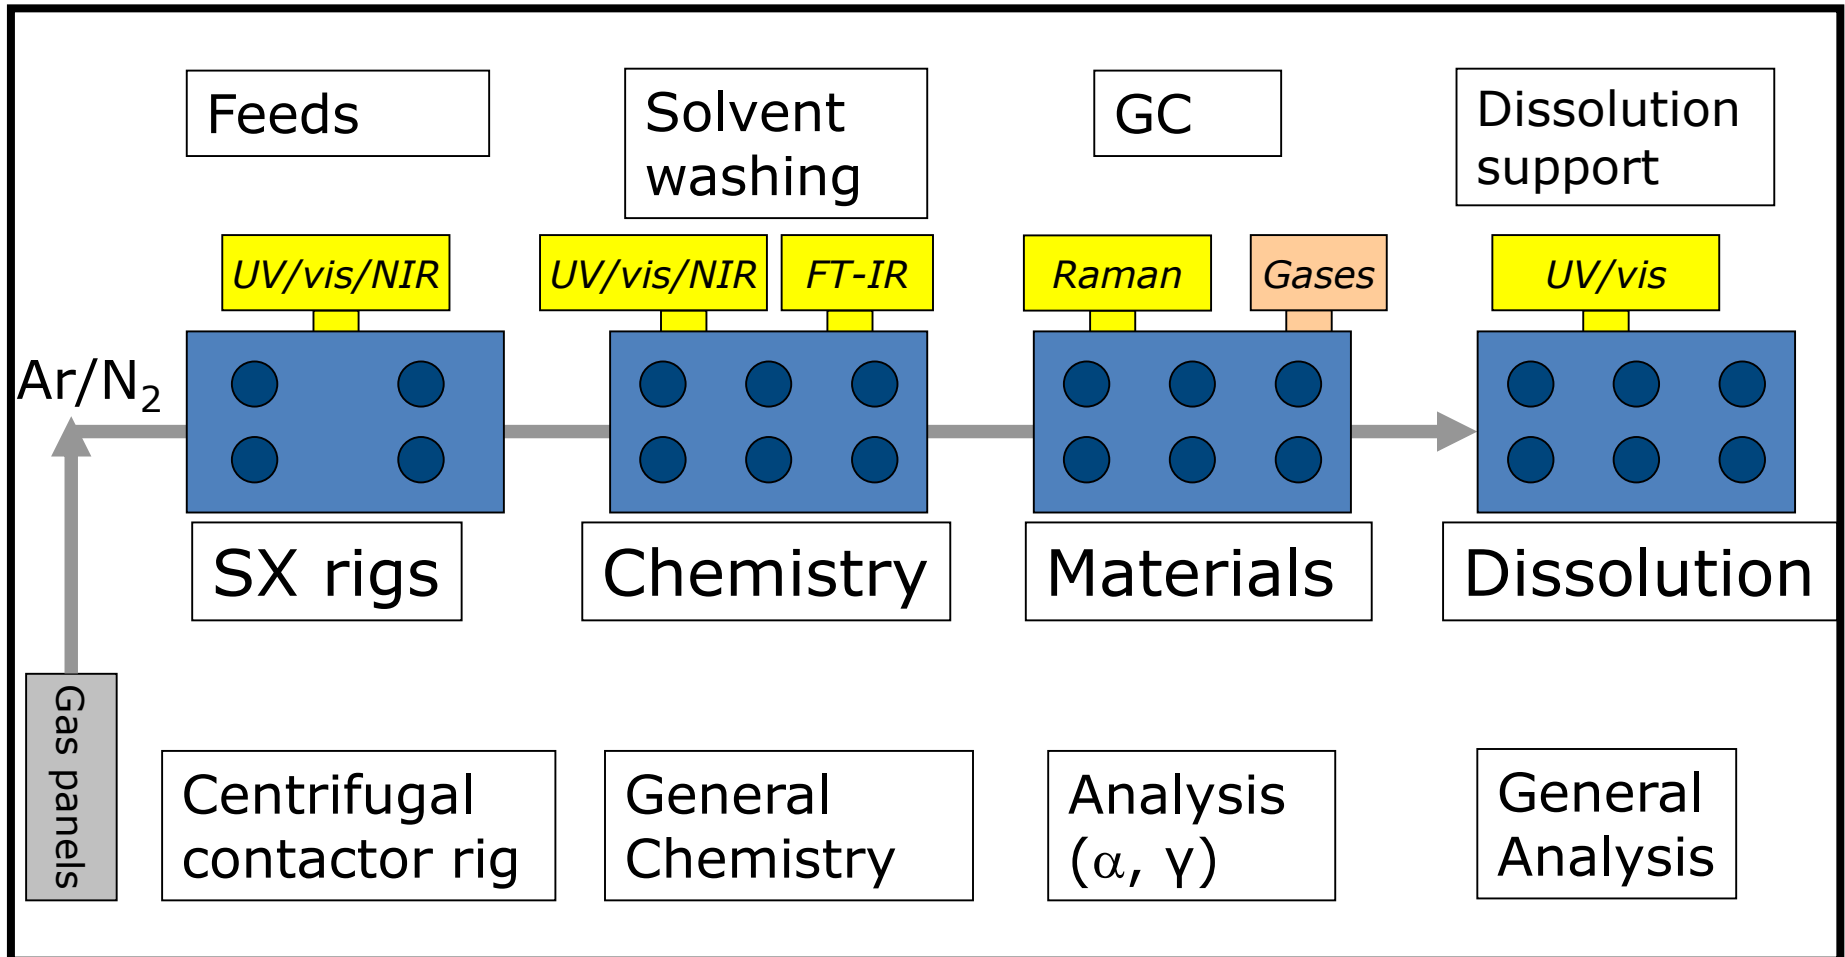 Feeds
Solvent
washing
GC
Dissolution
support
UV/vis/NIR
UV/vis/NIR
FT-IR
Raman
Gases
UV/vis
Ar/N₂
SX rigs
Chemistry
Materials
Dissolution
Gas panels
Centrifugal
contactor rig
General
Chemistry
Analysis
(α, γ)
General
Analysis